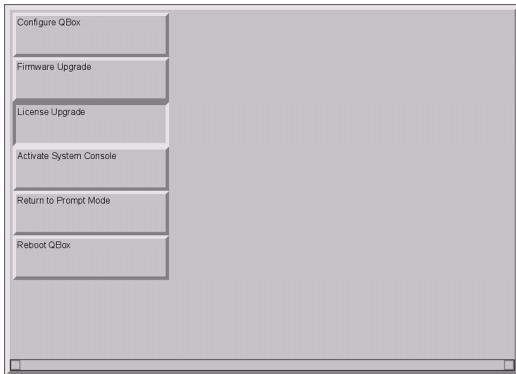 Configure QBox
Firmware Upgrade
License Upgrade
Activate System Console
Return to Prompt Mode
Reboot QBox